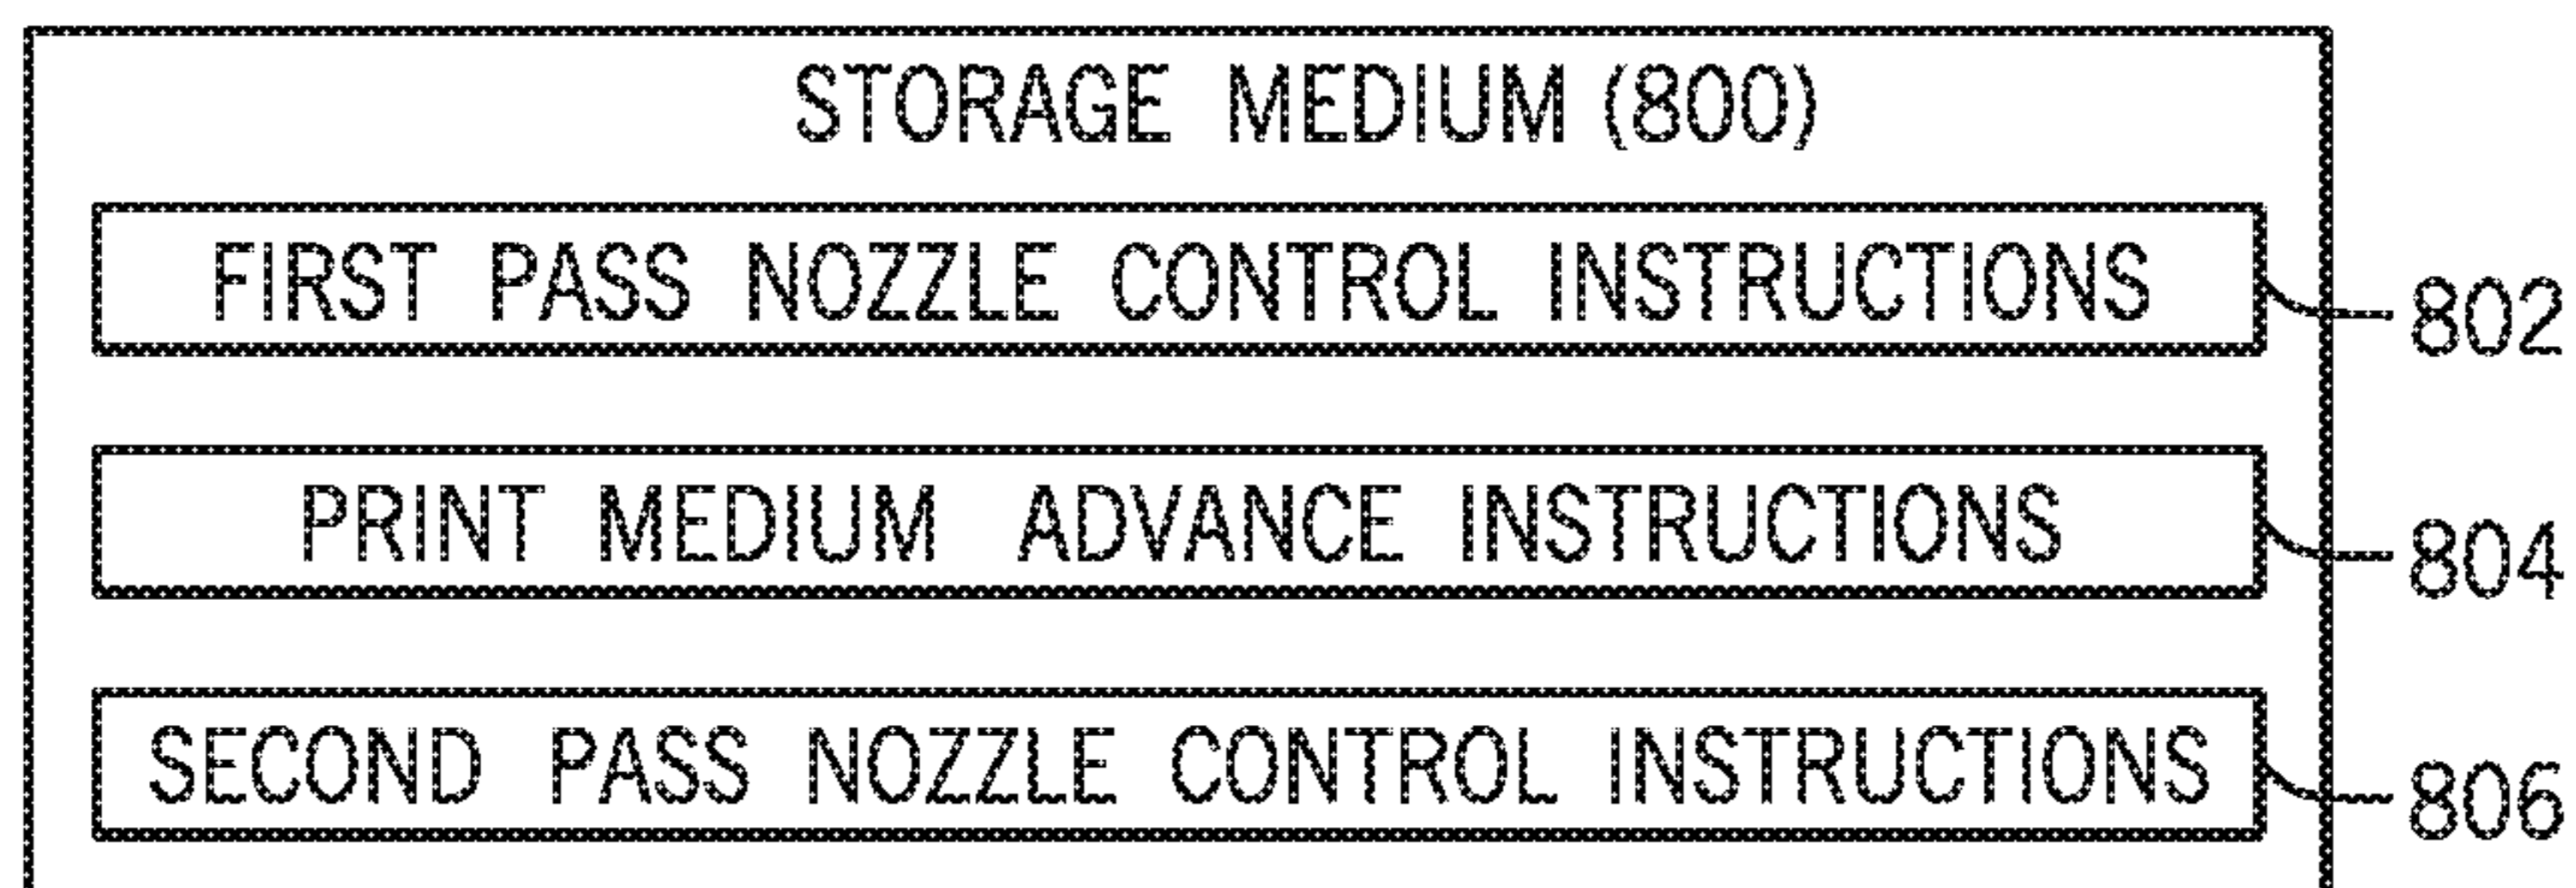 STORAGE MEDIUM (800)
FIRST PASS NOZZLE CONTROL INSTRUCTIONS
802
PRINT MEDIUM ADVANCE INSTRUCTIONS
804
SECOND PASS NOZZLE CONTROL INSTRUCTIONS
806